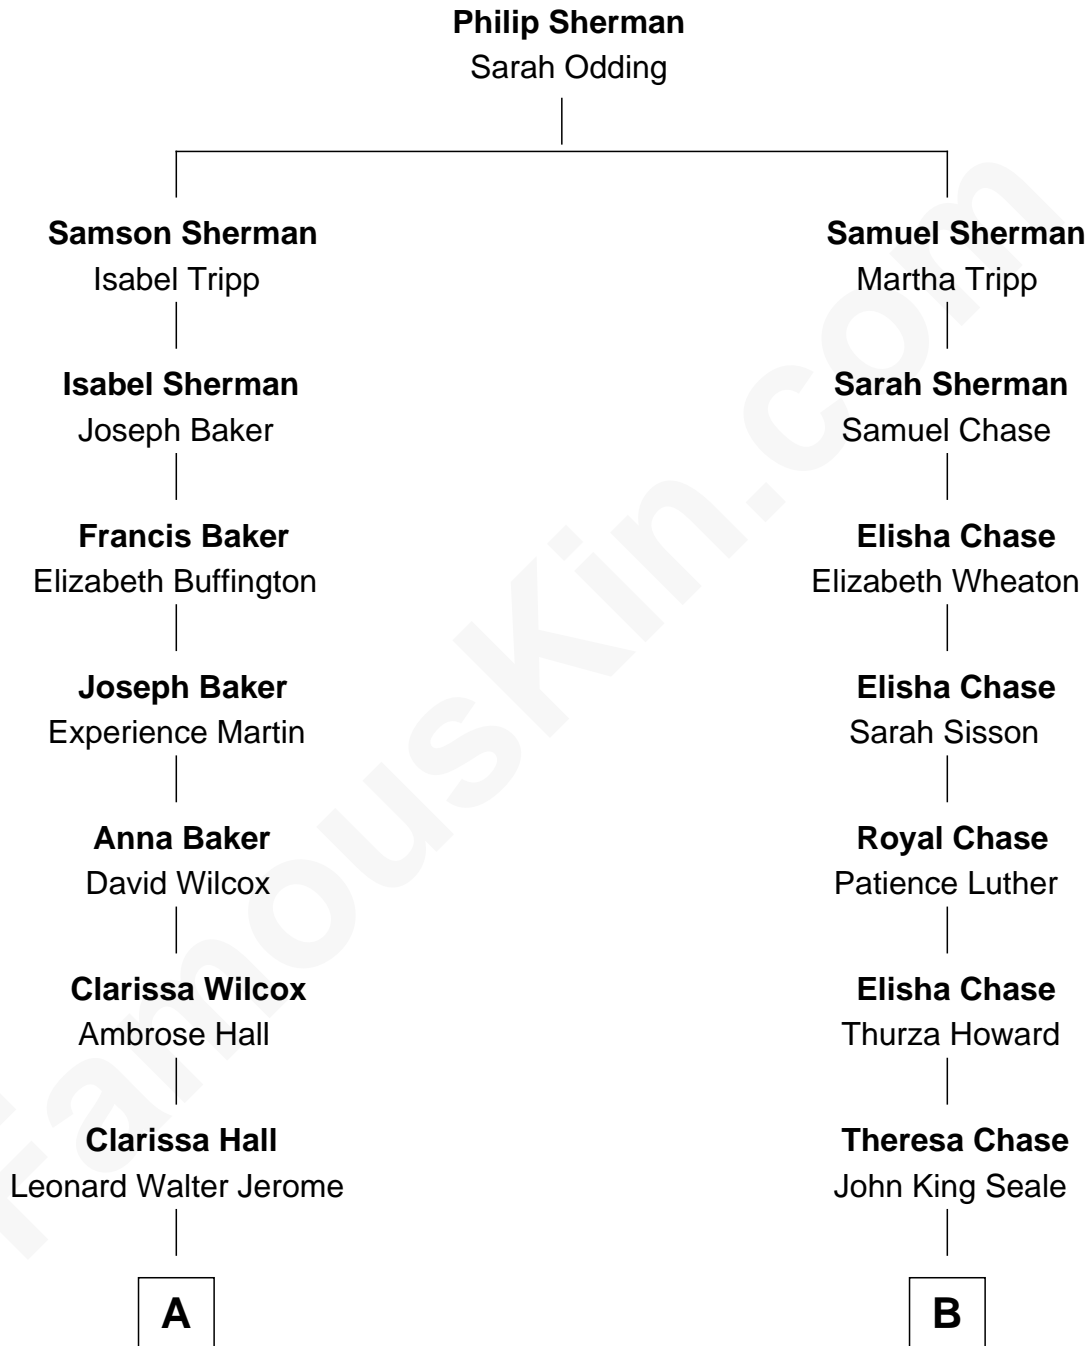 Philip Sherman
Sarah Odding
Samson Sherman
Isabel Tripp
Isabel Sherman
Joseph Baker
Francis Baker
Elizabeth Buffington
Joseph Baker
Experience Martin
Anna Baker
David Wilcox
Clarissa Wilcox
Ambrose Hall
Clarissa Hall
Leonard Walter Jerome
A
Samuel Sherman
Martha Tripp
Sarah Sherman
Samuel Chase
Elisha Chase
Elizabeth Wheaton
Elisha Chase
Sarah Sisson
Royal Chase
Patience Luther
Elisha Chase
Thurza Howard
Theresa Chase
John King Seale
B
FamousKin.com